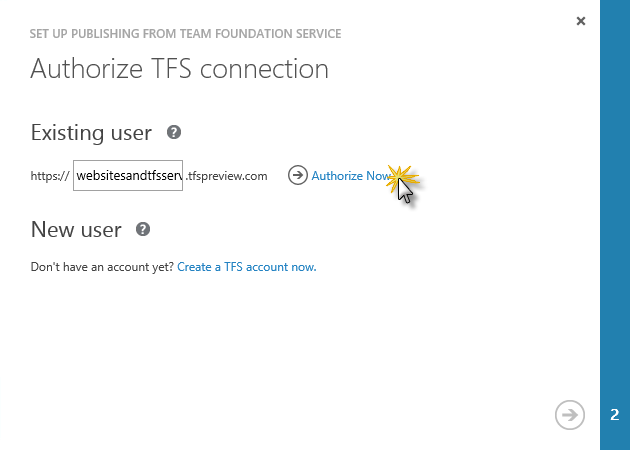 SET UP PUBLISHING FROM TEAM FOUNDATION SERVICE
Authorize TFS connection
Existing user ?
https:// websitesandtfsserv .tfspreview.com Authorize Now
New user ?
Don't have an account yet? Create a TFS account now.
2